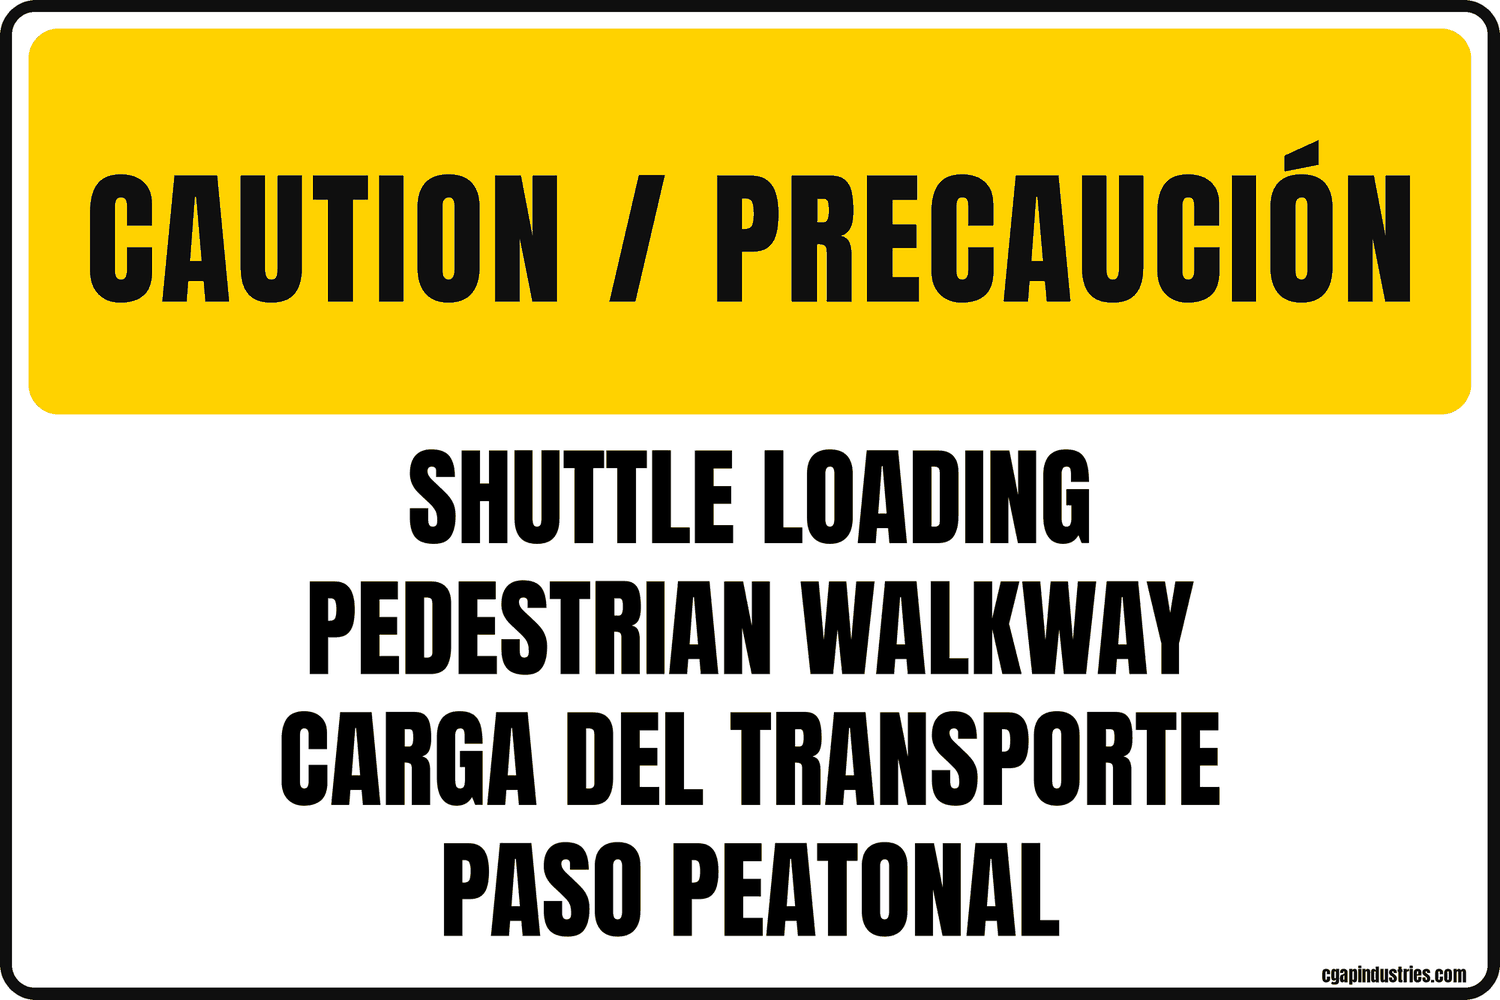 CAUTION / PRECAUCIÓN
SHUTTLE LOADING
PEDESTRIAN WALKWAY
CARGA DEL TRANSPORTE
PASO PEATONAL
cgapindustries.com